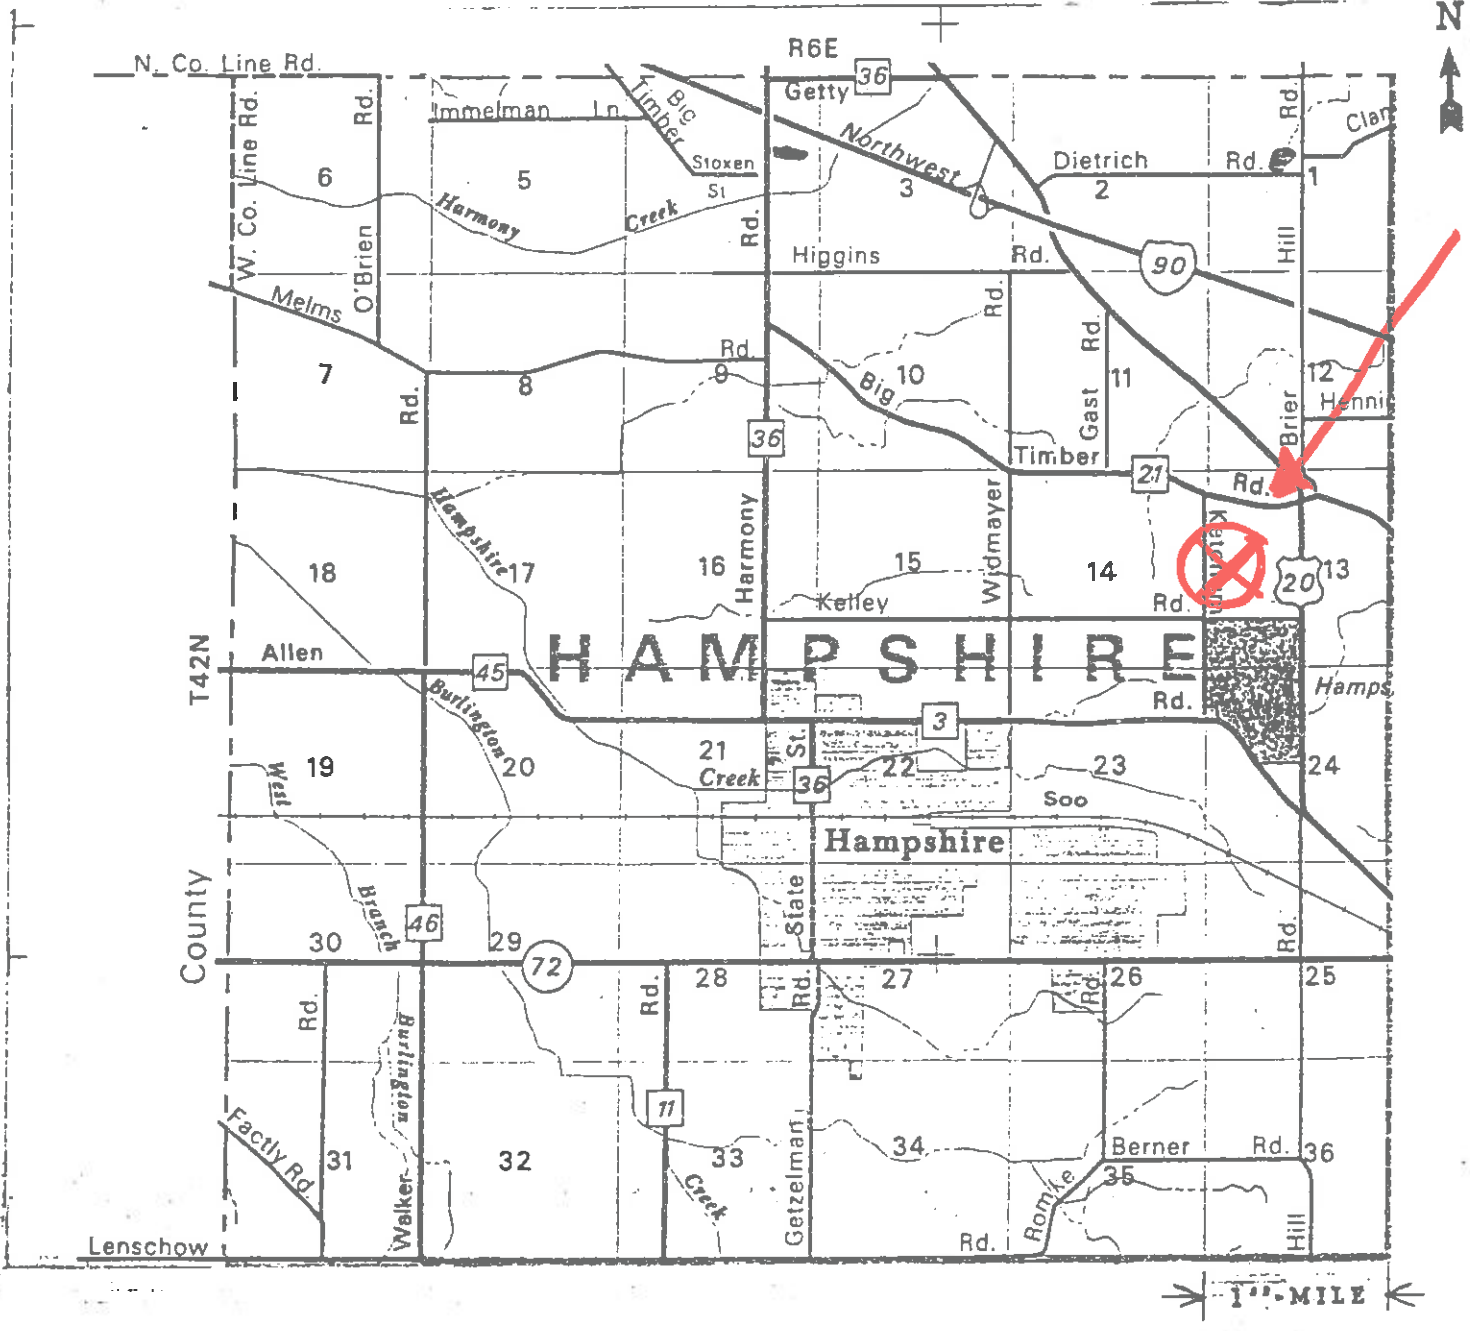 N
R6E
N. Co. Line Rd.
36
Getty
Rd.
W. Co. Line Rd.
Immelman Ln.
Big
Timber
Northwest
Clan
Stoxen
St
Dietrich Rd.
6
5
3
2
1
Harmony
Creek
O'Brien
Rd.
Higgins Rd.
Hill
90
Melms
Rd.
Rd.
Rd.
Rd.
7
8
9
10
11
12
Big
Gast
Brier
Henni
36
Timber
21
Rd.
Hampshire
Harmony
Widmayer
18
17
16
15
14
20
13
Kelley
Rd.
T42N
HAMPSHIRE
Allen
45
Burlington
Rd.
Hamps
3
St.
19
West
20
21
Creek
36
22
23
24
Soo
Hampshire
County
Branch
46
State
Rd.
30
29
72
28
27
26
25
Rd.
Rd.
Rd.
Rd.
Burlington
11
Factly Rd
31
32
33
34
Berner Rd.
36
35
Walker
Creek
Getzelman
Romke
Hill
Lenschow
Rd.
1"-MILE